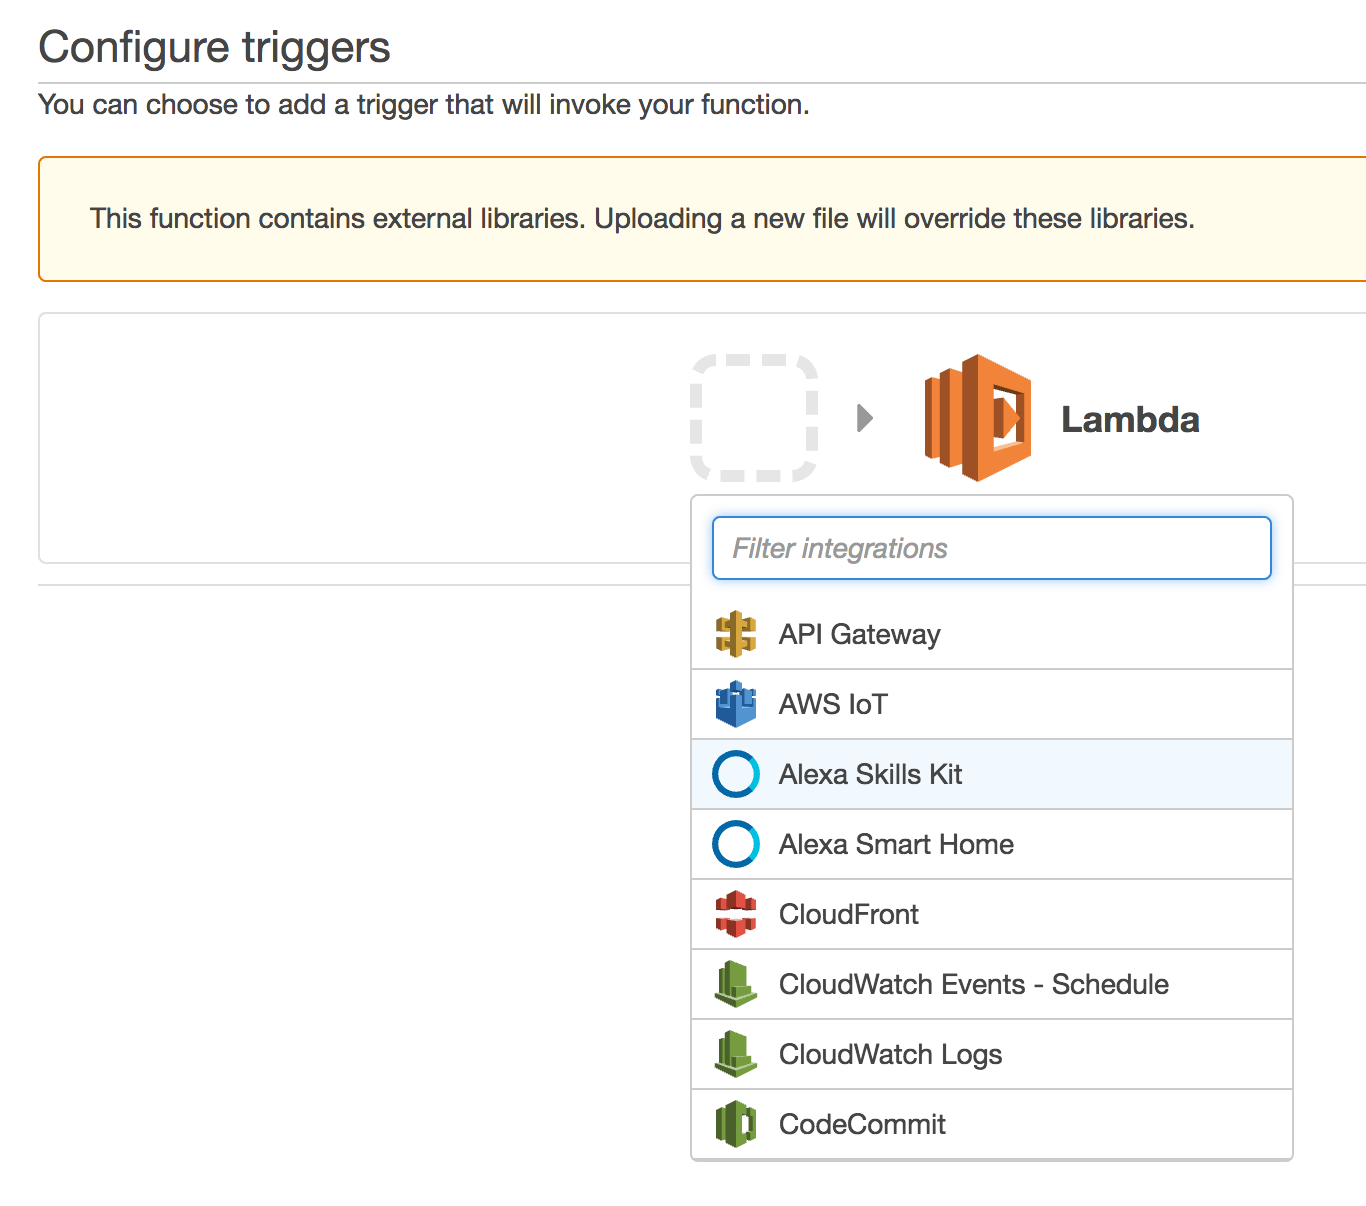 Configure triggers
You can choose to add a trigger that will invoke your function.
This function contains external libraries. Uploading a new file will override these libraries.
Lambda
Filter integrations
API Gateway
AWS IoT
Alexa Skills Kit
Alexa Smart Home
CloudFront
CloudWatch Events - Schedule
CloudWatch Logs
CodeCommit